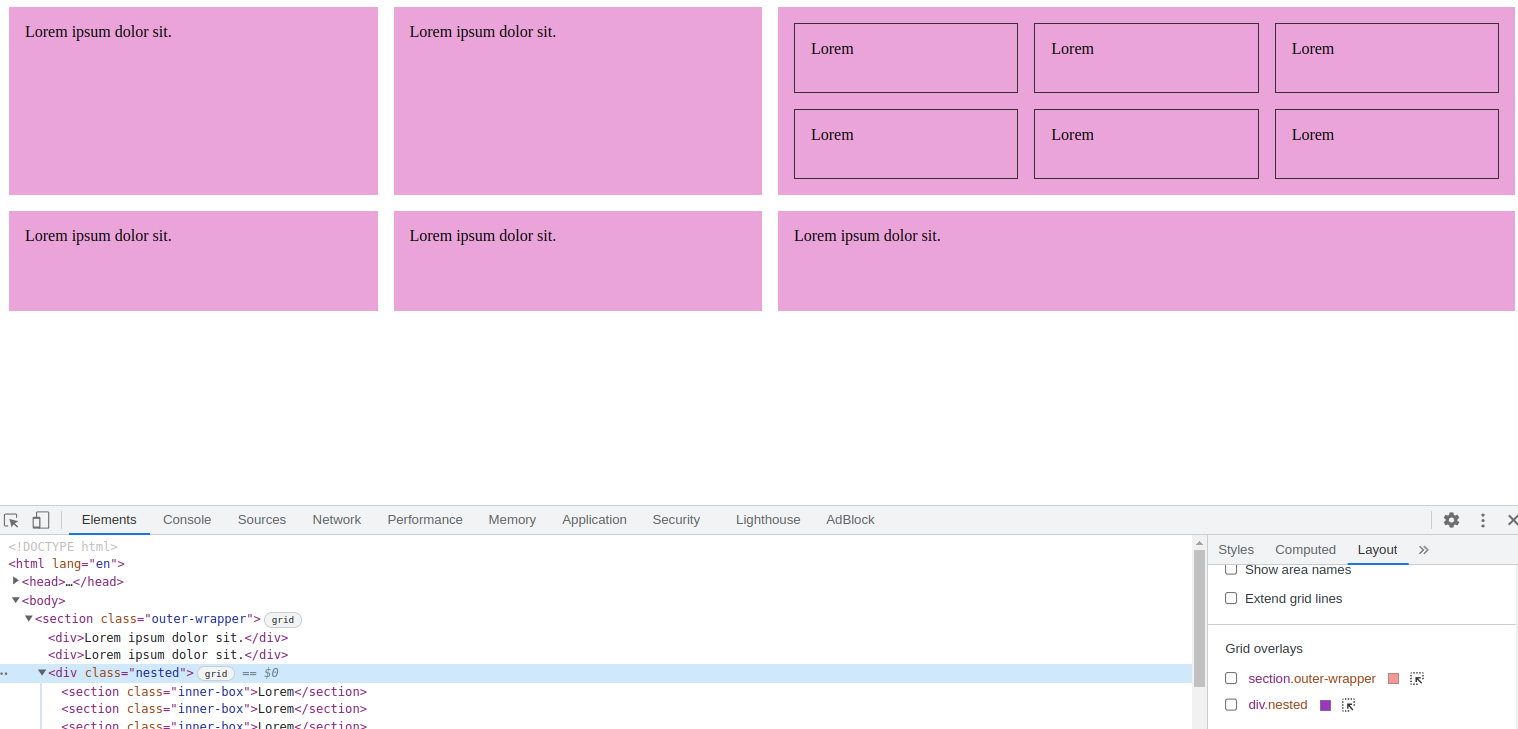 Lorem ipsum dolor sit. Lorem ipsum dolor sit.
Lorem Lorem Lorem
Lorem Lorem Lorem
Lorem ipsum dolor sit. Lorem ipsum dolor sit. Lorem ipsum dolor sit.
Elements Console Sources Network Performance Memory Application Security Lighthouse AdBlock
<!DOCTYPE html>
<html lang="en">
<head>…</head>
<body>
<section class="outer-wrapper"> grid
<div>Lorem ipsum dolor sit.</div>
<div>Lorem ipsum dolor sit.</div>
<div class="nested"> grid == $0
<section class="inner-box">Lorem</section>
<section class="inner-box">Lorem</section>
<section class="inner-box">Lorem</section>
Styles Computed Layout
Show area names
Extend grid lines
Grid overlays
section.outer-wrapper
div.nested